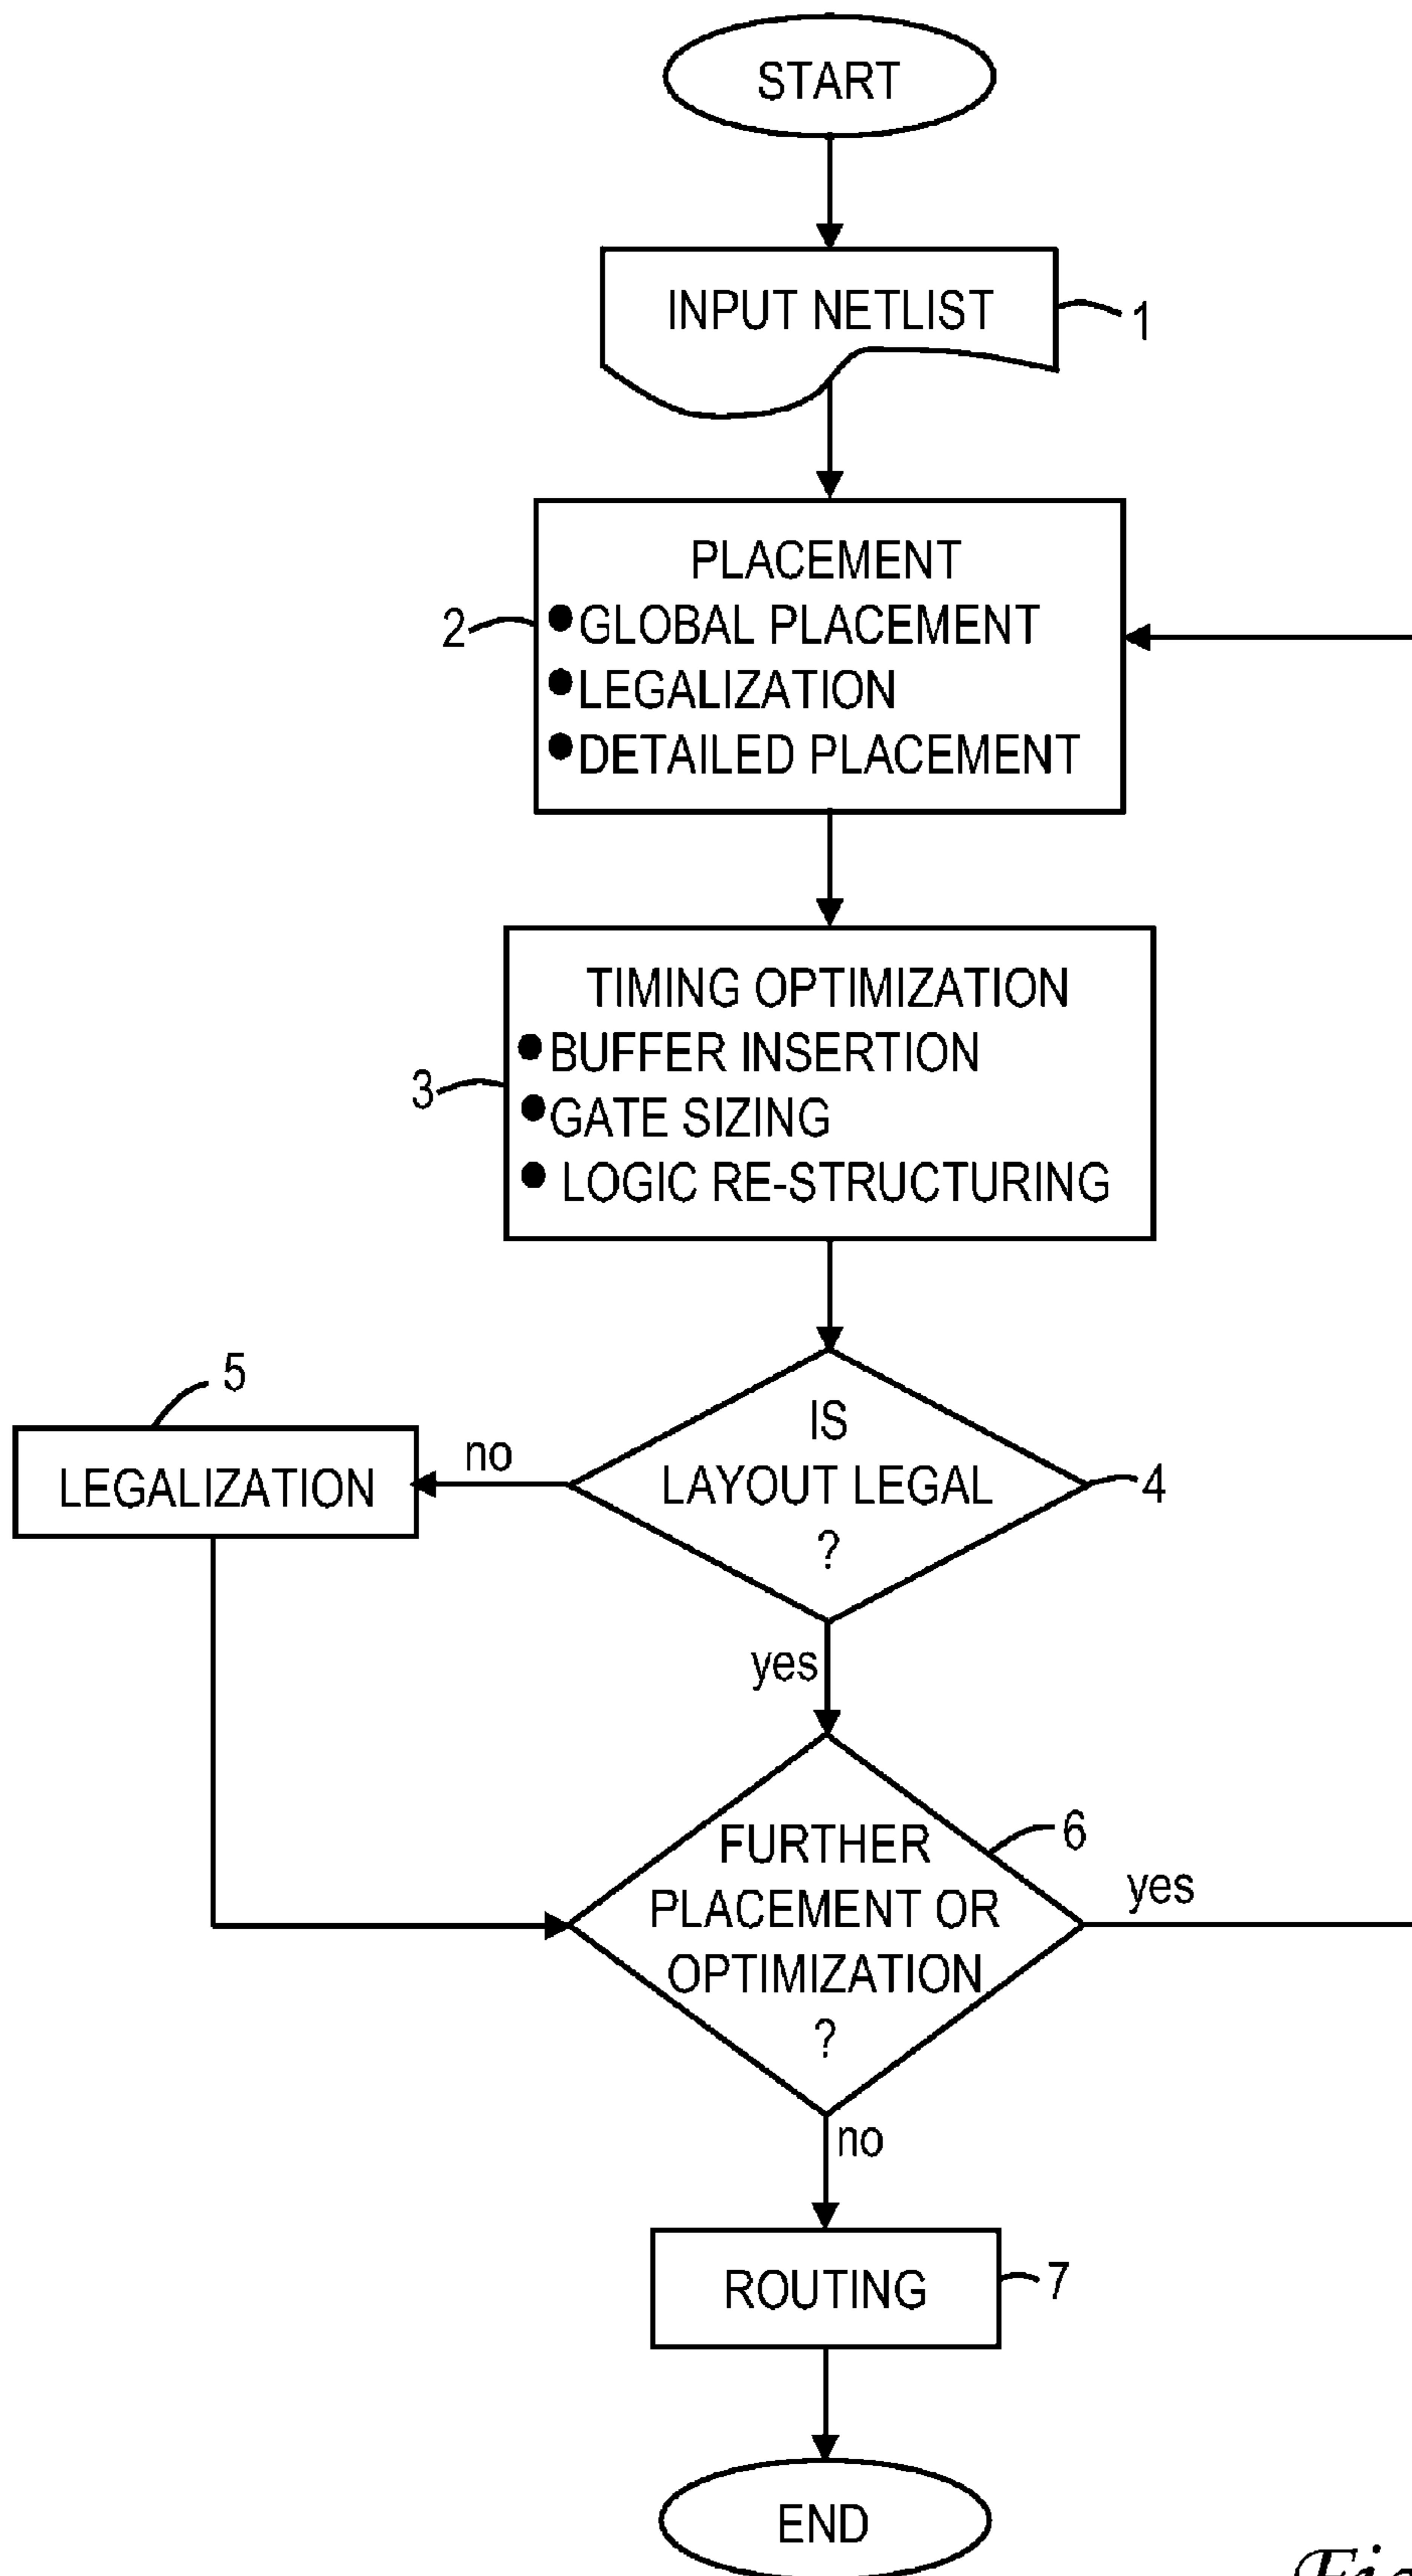 START
INPUT NETLIST
1
PLACEMENT
2
● GLOBAL PLACEMENT
● LEGALIZATION
● DETAILED PLACEMENT
TIMING OPTIMIZATION
● BUFFER INSERTION
3
● GATE SIZING
● LOGIC RE-STRUCTURING
5
LEGALIZATION
no
IS
LAYOUT LEGAL
?
4
yes
FURTHER
PLACEMENT OR
OPTIMIZATION
?
6
yes
no
ROUTING
7
END